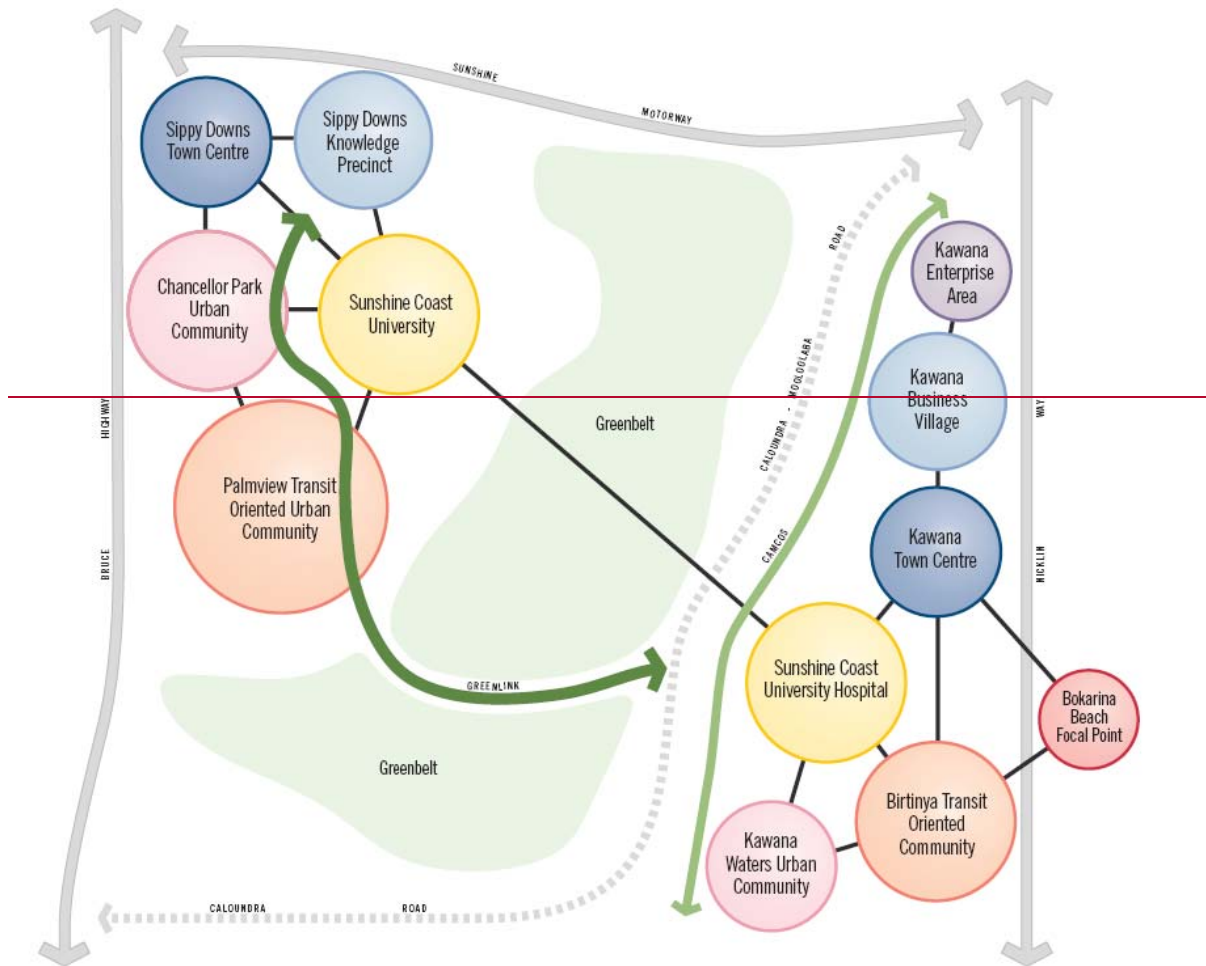 SUNSHINE
MOTORWAY
Sippy Downs
Town Centre
Sippy Downs
Knowledge
Precinct
Chancellor Park
Urban
Community
Sunshine Coast
University
Kawana
Enterprise
Area
ROAD
CALOUNDRA - MOOLOOLABA
Kawana
Business
Village
HIGHWAY
WAY
Greenbelt
Palmview Transit
Oriented Urban
Community
CAMCOS
Kawana
Town Centre
BRUCE
NICKLIN
Sunshine Coast
University Hospital
GREENLINK
Bokarina
Beach
Focal Point
Greenbelt
Birtinya Transit
Oriented
Community
Kawana
Waters Urban
Community
CALOUNDRA
ROAD